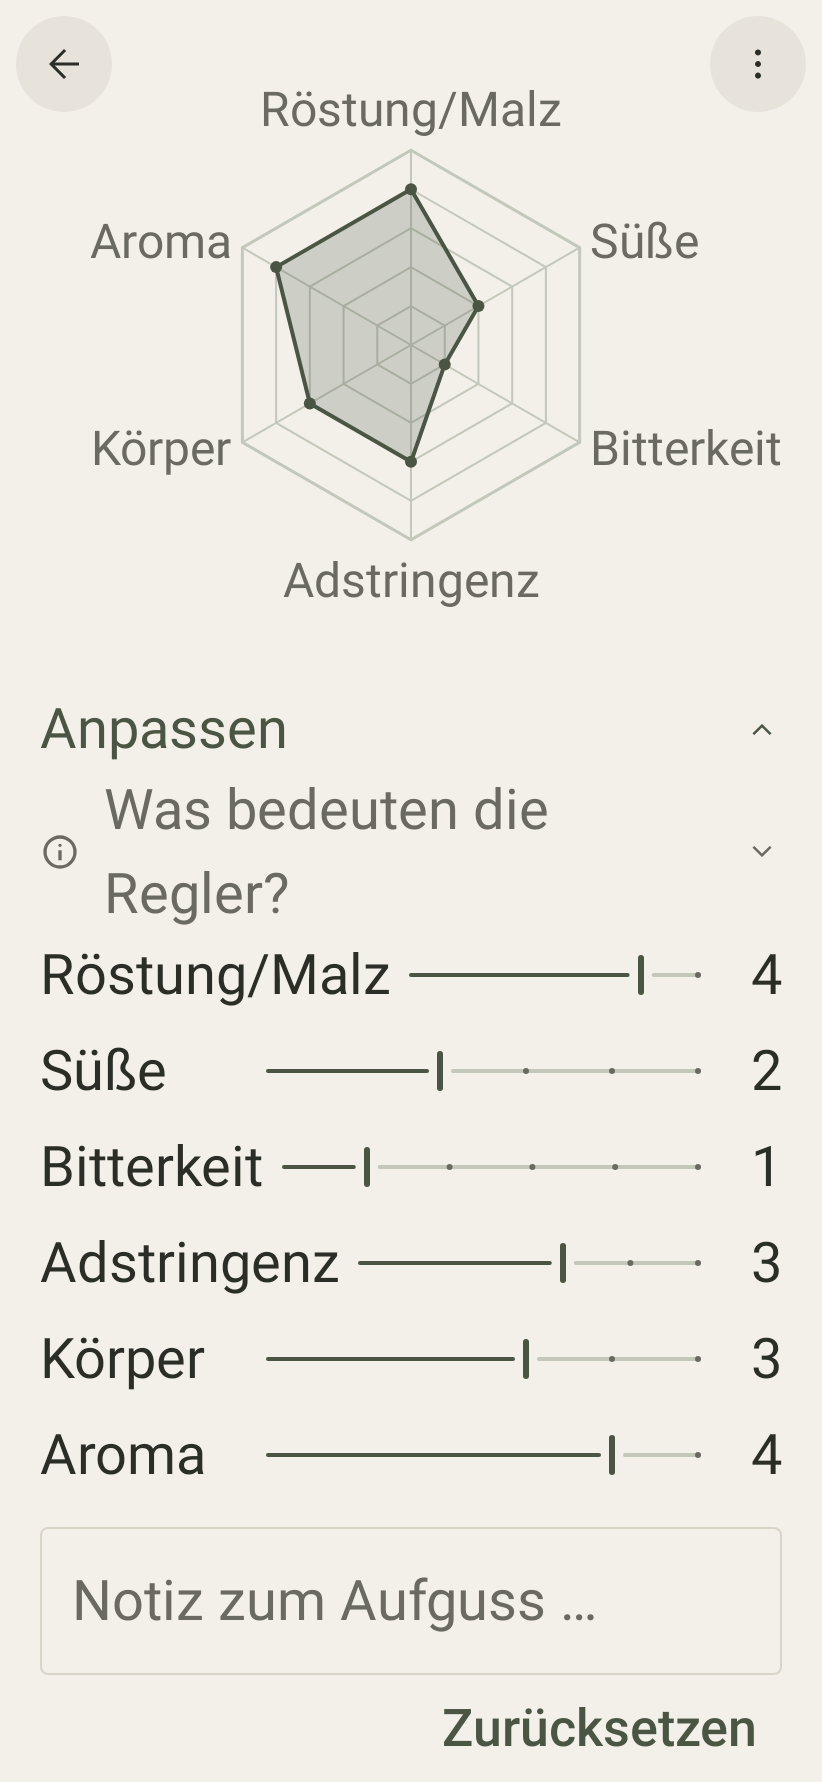 Röstung/Malz
Aroma
Süße
Körper
Bitterkeit
Adstringenz
Anpassen
Was bedeuten die
Regler?
Röstung/Malz 4
Süße 2
Bitterkeit 1
Adstringenz 3
Körper 3
Aroma 4
Notiz zum Aufguss …
Zurücksetzen